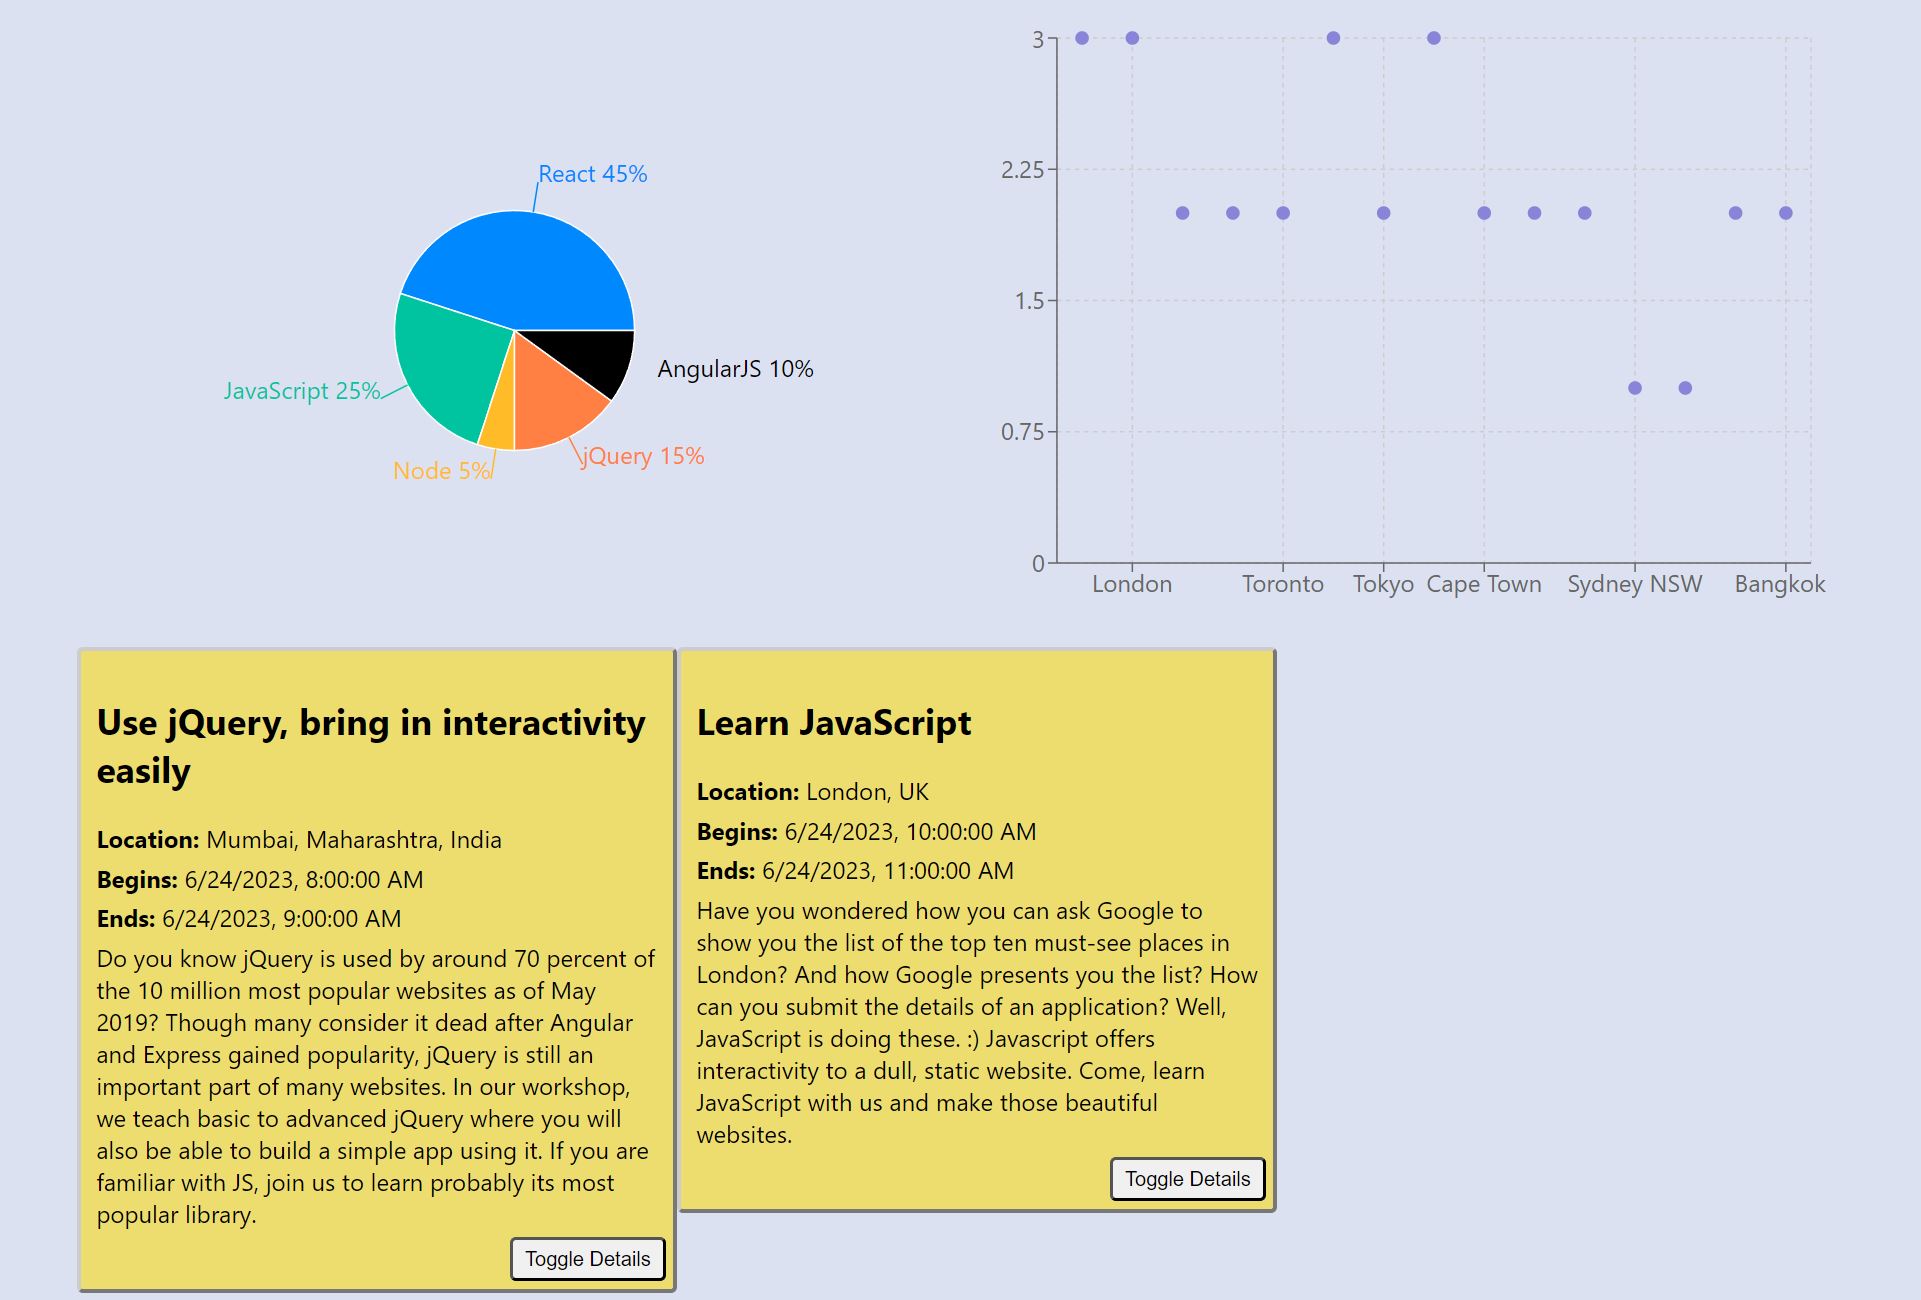 React 45%
JavaScript 25%
Node 5%
jQuery 15%
AngularJS 10%
3
2.25
1.5
0.75
0
London
Toronto
Tokyo
Cape Town
Sydney NSW
Bangkok
Use jQuery, bring in interactivity
easily
Location: Mumbai, Maharashtra, India
Begins: 6/24/2023, 8:00:00 AM
Ends: 6/24/2023, 9:00:00 AM
Do you know jQuery is used by around 70 percent of
the 10 million most popular websites as of May
2019? Though many consider it dead after Angular
and Express gained popularity, jQuery is still an
important part of many websites. In our workshop,
we teach basic to advanced jQuery where you will
also be able to build a simple app using it. If you are
familiar with JS, join us to learn probably its most
popular library.
Toggle Details
Learn JavaScript
Location: London, UK
Begins: 6/24/2023, 10:00:00 AM
Ends: 6/24/2023, 11:00:00 AM
Have you wondered how you can ask Google to
show you the list of the top ten must-see places in
London? And how Google presents you the list? How
can you submit the details of an application? Well,
JavaScript is doing these. :) Javascript offers
interactivity to a dull, static website. Come, learn
JavaScript with us and make those beautiful
websites.
Toggle Details